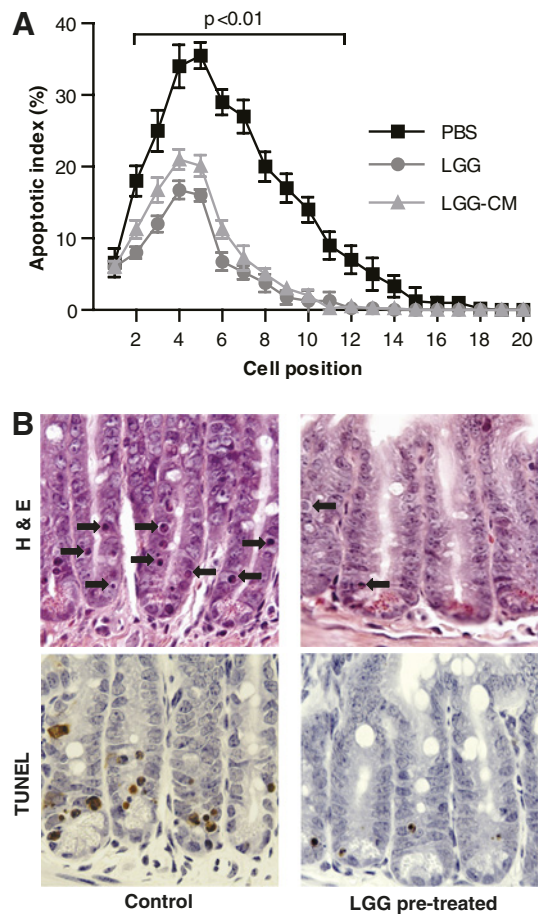 A
p<0.01
Apoptotic index (%)
40
30
20
10
0
PBS
LGG
LGG-CM
2 4 6 8 10 12 14 16 18 20
Cell position
B
H & E
TUNEL
Control
LGG pre-treated